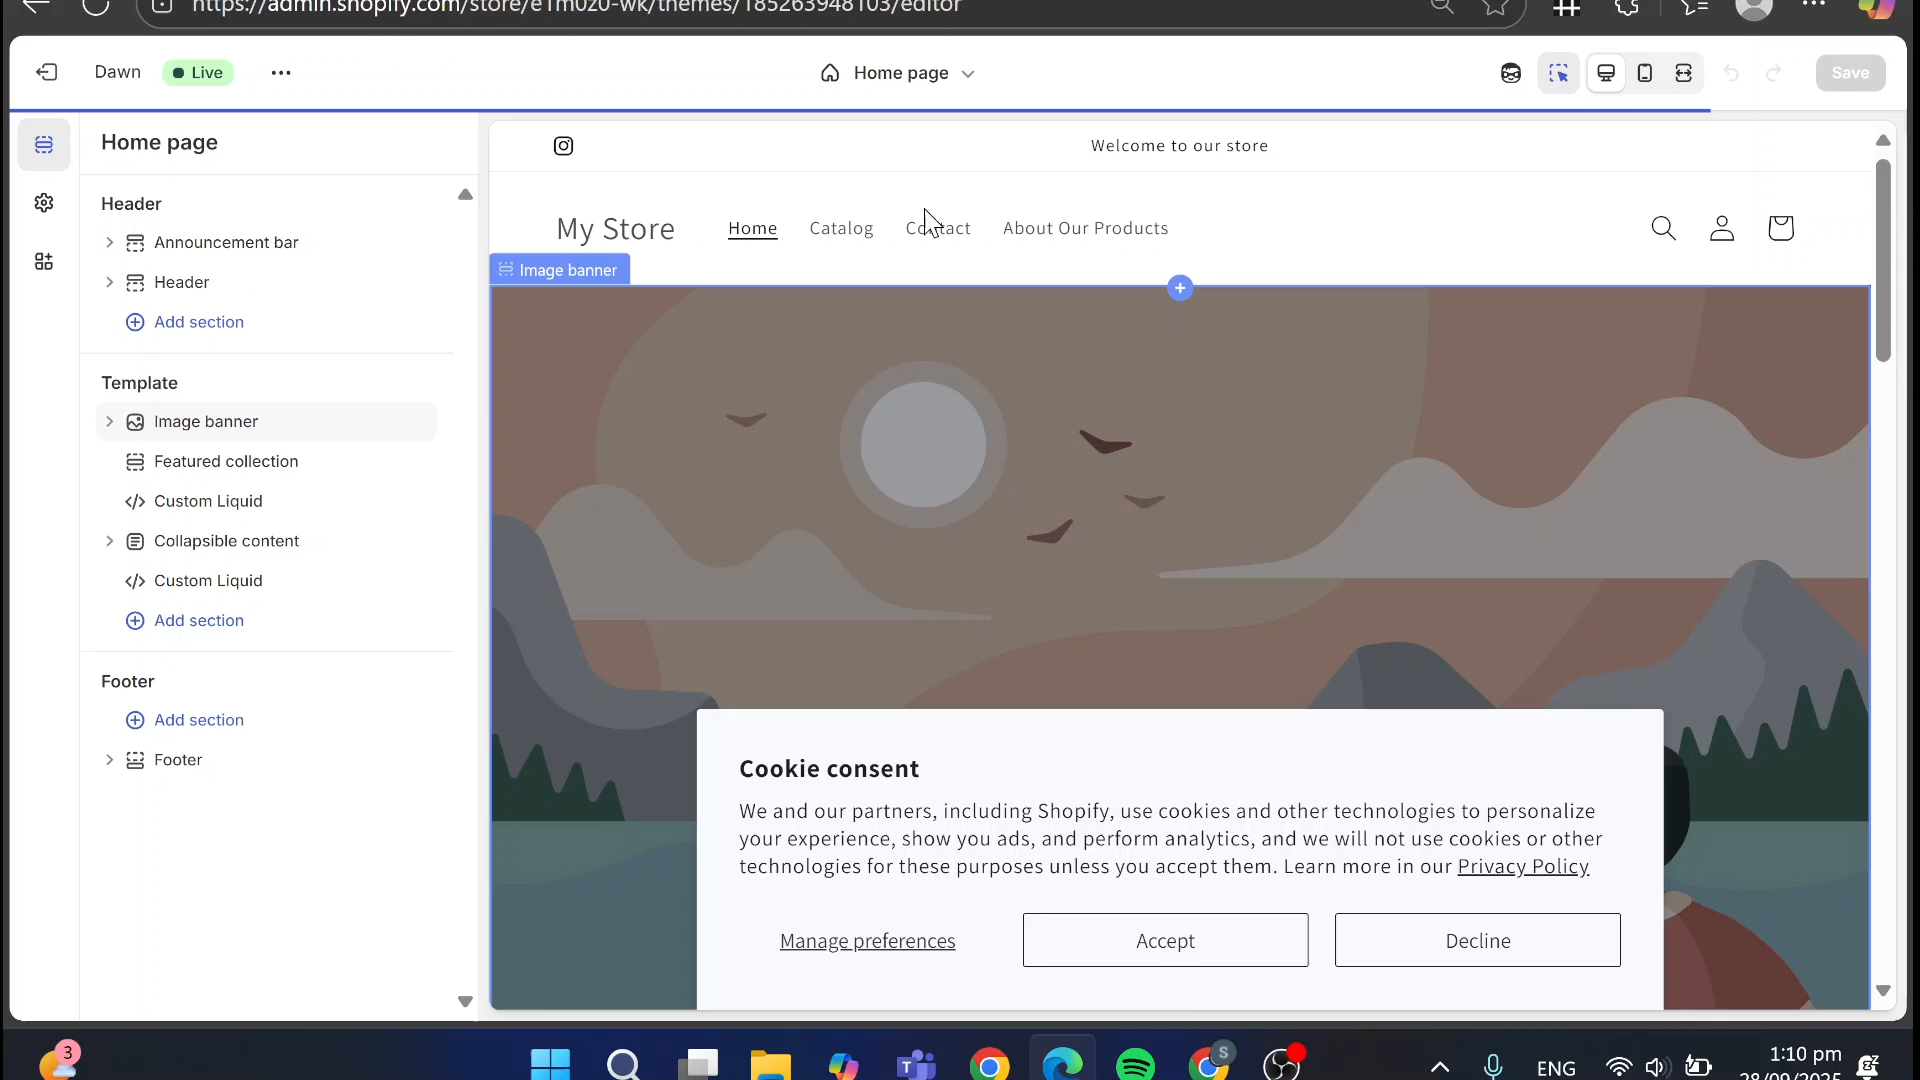 https://admin.shopify.com/store/e1m0z0-wk/themes/185263948103/editor
Dawn
Live
Home page
Save
Home page
Header
Announcement bar
Header
Add section
Template
Image banner
Featured collection
Custom Liquid
Collapsible content
Custom Liquid
Add section
Footer
Add section
Footer
Welcome to our store
My Store
Home
Catalog
Contact
About Our Products
Image banner
Cookie consent
We and our partners, including Shopify, use cookies and other technologies to personalize
your experience, show you ads, and perform analytics, and we will not use cookies or other
technologies for these purposes unless you accept them. Learn more in our Privacy Policy
Manage preferences
Accept
Decline
3
S
ENG
1:10 pm
28/09/2025